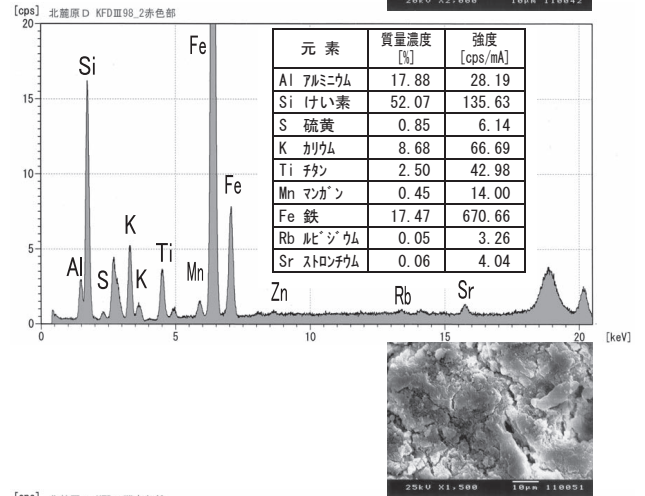 [cps] 北麓原D KFDⅢ98_2赤色部
20
15
10
5
0
Si
Fe
Fe
K
K
Ti
Al
S
Mn
Zn
Rb
Sr
元 素 質量濃度 [%] 強度 [cps/mA]
Al アルミニウム 17.88 28.19
Si けい素 52.07 135.63
S 硫黄 0.85 6.14
K カリウム 8.68 66.69
Ti チタン 2.50 42.98
Mn マンガン 0.45 14.00
Fe 鉄 17.47 670.66
Rb ルビジウム 0.05 3.26
Sr ストロンチウム 0.06 4.04
0 5 10 15 20 [keV]
25kV X1,500 10μm 110051